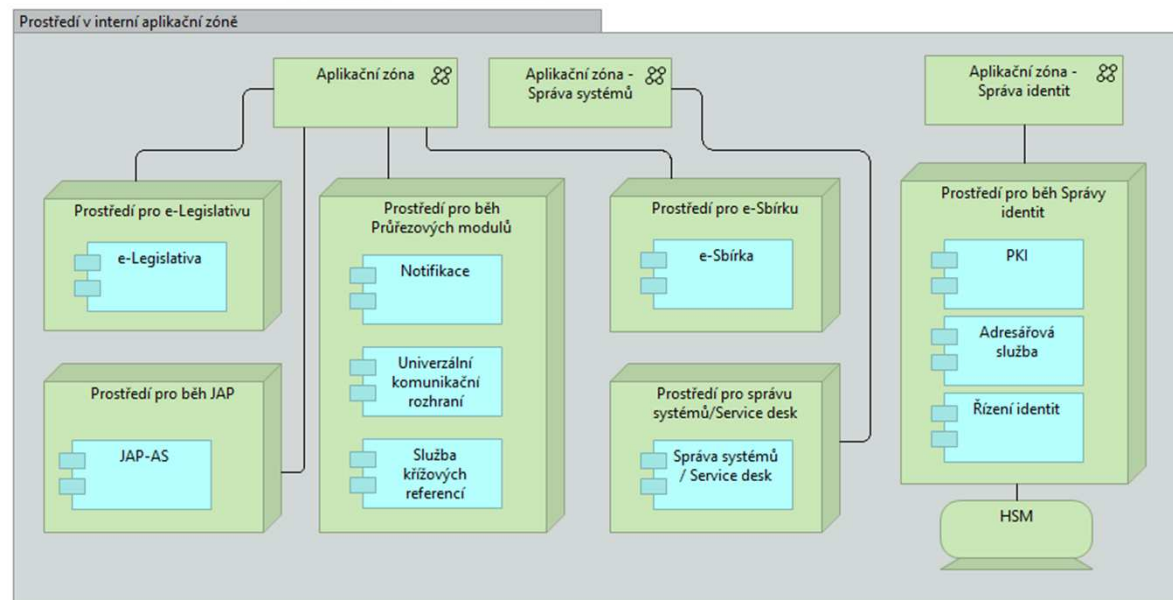 Prostředí v interní aplikační zóně
Aplikační zóna
Aplikační zóna -
Správa systémů
Aplikační zóna -
Správa identit
Prostředí pro e-Legislativu
e-Legislativa
Prostředí pro běh
Průřezových modulů
Notifikace
Univerzální
komunikační
rozhraní
Služba
křížových
referencí
Prostředí pro e-Sbírku
e-Sbírka
Prostředí pro běh Správy
identit
PKI
Adresářová
služba
Řízení identit
Prostředí pro běh JAP
JAP-AS
Prostředí pro správu
systémů/Service desk
Správa systémů
/ Service desk
HSM